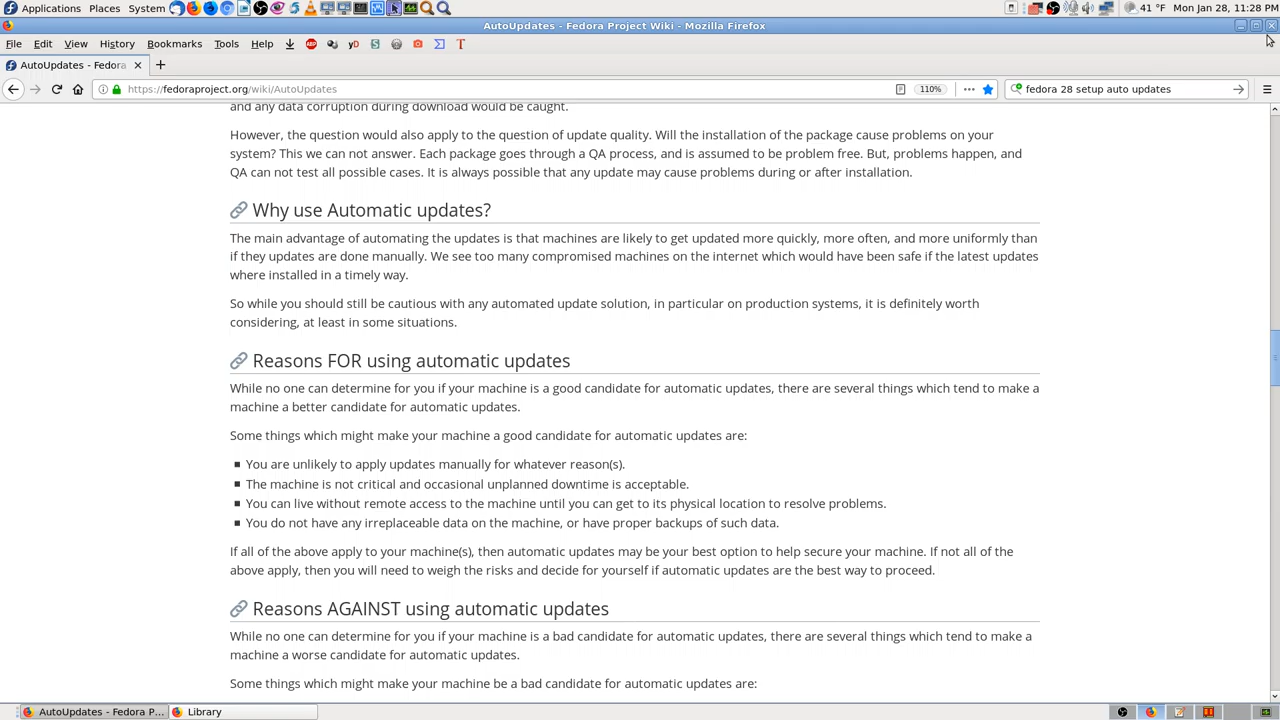 Applications Places System 41 °F Mon Jan 28, 11:28 PM
AutoUpdates - Fedora Project Wiki - Mozilla Firefox
File Edit View History Bookmarks Tools Help ABP yD S T
AutoUpdates - Fedora
https://fedoraproject.org/wiki/AutoUpdates 110% fedora 28 setup auto updates
and any data corruption during download would be caught.
However, the question would also apply to the question of update quality. Will the installation of the package cause problems on your
system? This we can not answer. Each package goes through a QA process, and is assumed to be problem free. But, problems happen, and
QA can not test all possible cases. It is always possible that any update may cause problems during or after installation.
Why use Automatic updates?
The main advantage of automating the updates is that machines are likely to get updated more quickly, more often, and more uniformly than
if they updates are done manually. We see too many compromised machines on the internet which would have been safe if the latest updates
where installed in a timely way.
So while you should still be cautious with any automated update solution, in particular on production systems, it is definitely worth
considering, at least in some situations.
Reasons FOR using automatic updates
While no one can determine for you if your machine is a good candidate for automatic updates, there are several things which tend to make a
machine a better candidate for automatic updates.
Some things which might make your machine a good candidate for automatic updates are:
You are unlikely to apply updates manually for whatever reason(s).
The machine is not critical and occasional unplanned downtime is acceptable.
You can live without remote access to the machine until you can get to its physical location to resolve problems.
You do not have any irreplaceable data on the machine, or have proper backups of such data.
If all of the above apply to your machine(s), then automatic updates may be your best option to help secure your machine. If not all of the
above apply, then you will need to weigh the risks and decide for yourself if automatic updates are the best way to proceed.
Reasons AGAINST using automatic updates
While no one can determine for you if your machine is a bad candidate for automatic updates, there are several things which tend to make a
machine a worse candidate for automatic updates.
Some things which might make your machine be a bad candidate for automatic updates are:
AutoUpdates - Fedora P... Library